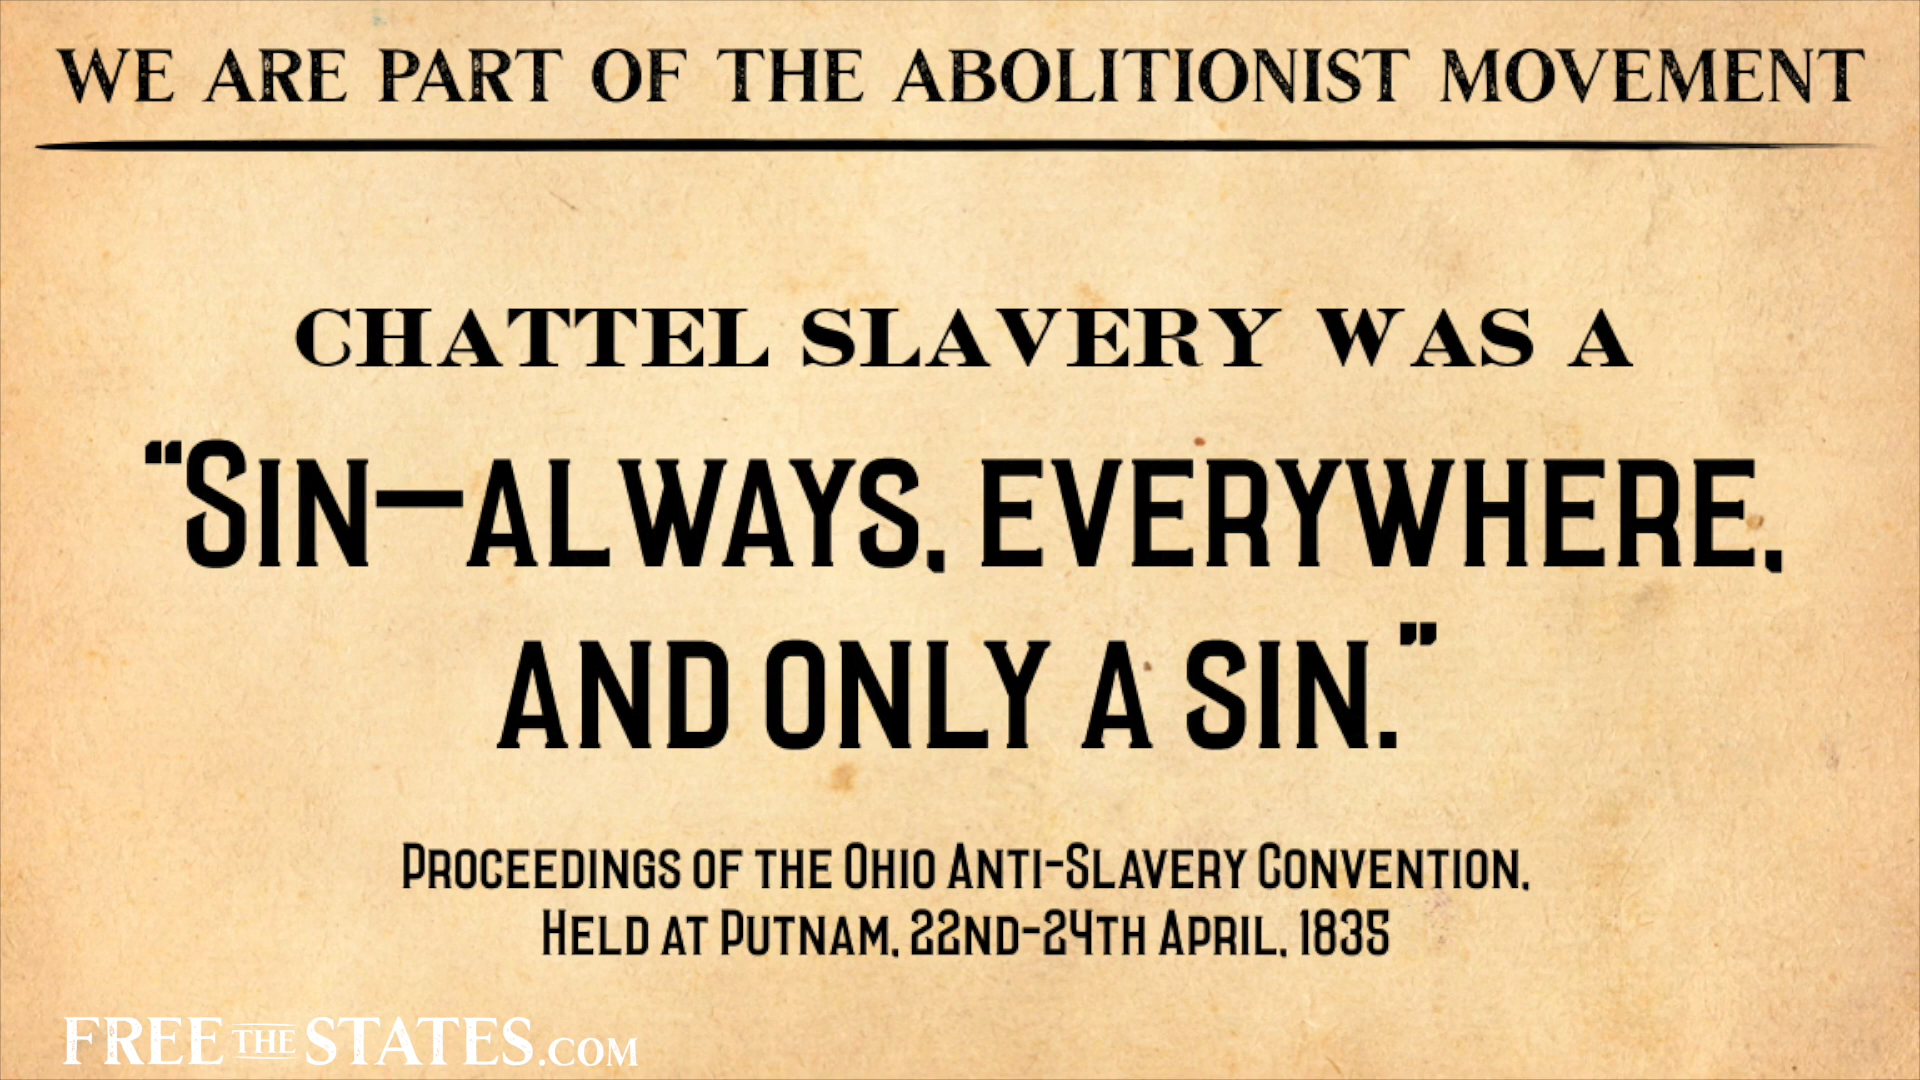 WE ARE PART OF THE ABOLITIONIST MOVEMENT
CHATTEL SLAVERY WAS A
“SIN—ALWAYS, EVERYWHERE,
AND ONLY A SIN.”
PROCEEDINGS OF THE OHIO ANTI-SLAVERY CONVENTION,
HELD AT PUTNAM, 22ND-24TH APRIL, 1835
FREE THE STATES.COM